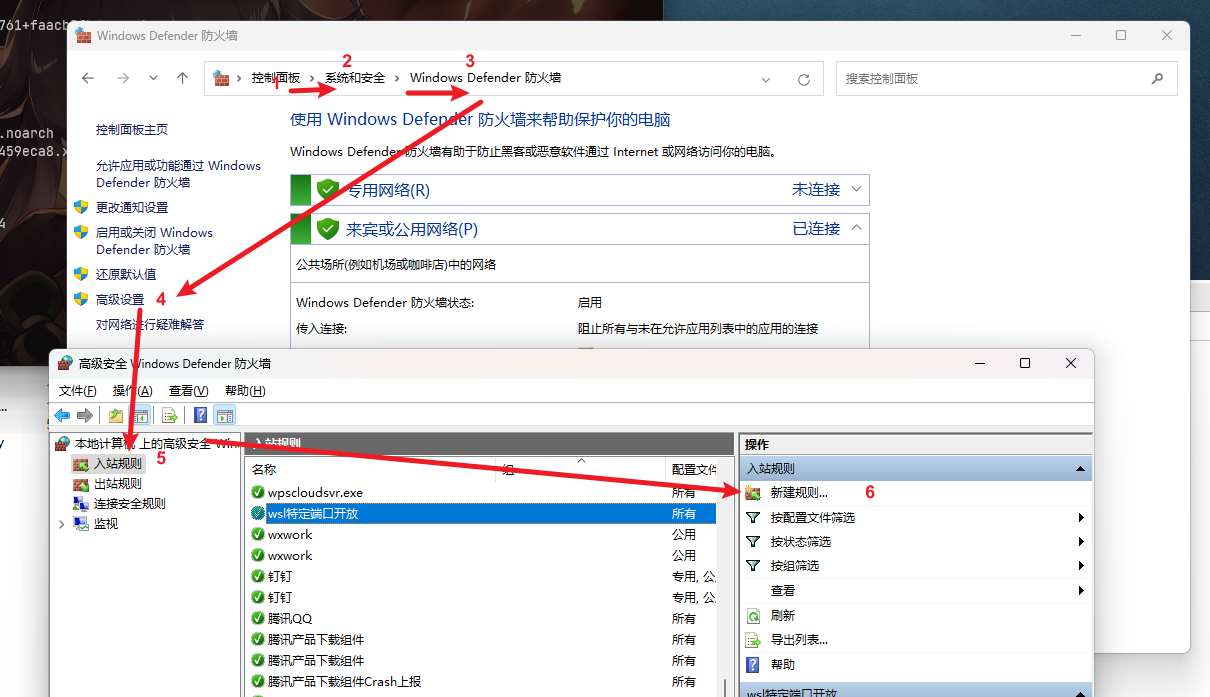 761+faacb
Windows Defender 防火墙
控制面板 › 系统和安全 › Windows Defender 防火墙
搜索控制面板
1
2
3
控制面板主页
允许应用或功能通过 Windows
Defender 防火墙
更改通知设置
启用或关闭 Windows
Defender 防火墙
还原默认值
高级设置 4
对网络进行疑难解答
.noarch
459eca8.x
4
使用 Windows Defender 防火墙来帮助保护你的电脑
Windows Defender 防火墙有助于防止黑客或恶意软件通过 Internet 或网络访问你的电脑。
专用网络(R) 未连接
来宾或公用网络(P) 已连接
公共场所(例如机场或咖啡店)中的网络
Windows Defender 防火墙状态: 启用
传入连接: 阻止所有与未在允许应用列表中的应用的连接
高级安全 Windows Defender 防火墙
文件(F) 操作(A) 查看(V) 帮助(H)
本地计算机 上的高级安全 Win
入站规则 5
出站规则
连接安全规则
监视
入站规则
名称 组 配置文件
wpscloudsvr.exe 所有
wsl特定端口开放 所有
wxwork 公用
wxwork 公用
钉钉 专用, 公
钉钉 专用, 公
腾讯QQ 所有
腾讯产品下载组件 所有
腾讯产品下载组件 所有
腾讯产品下载组件Crash上报 所有
操作
入站规则
新建规则... 6
按配置文件筛选
按状态筛选
按组筛选
查看
刷新
导出列表...
帮助
wsl特定端口开放